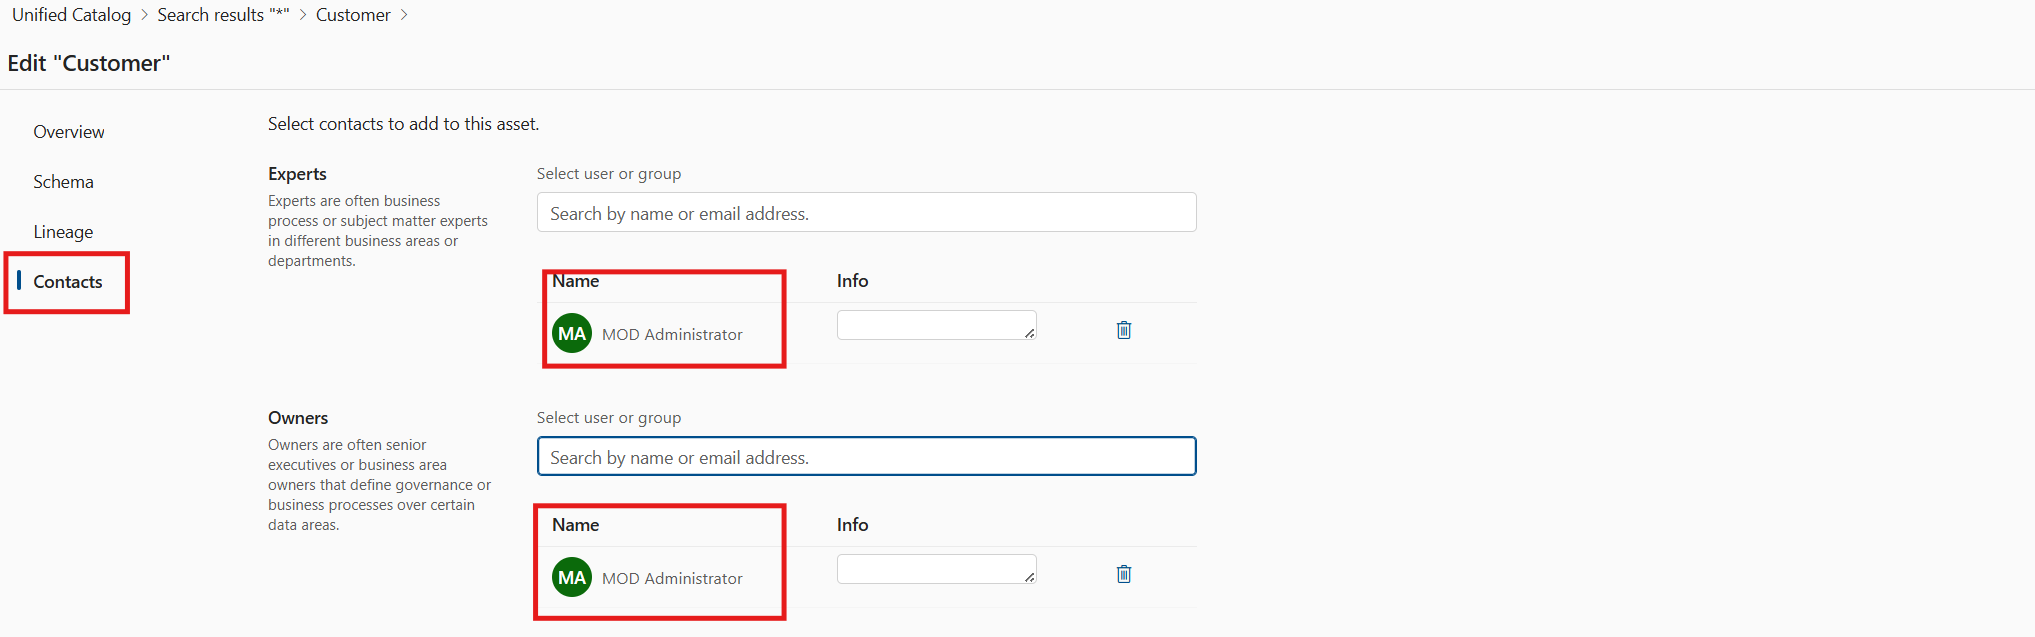 Unified Catalog > Search results "*" > Customer >
Edit "Customer"
Overview
Schema
Lineage
Contacts
Select contacts to add to this asset.
Experts
Experts are often business
process or subject matter experts
in different business areas or
departments.
Select user or group
Search by name or email address.
Name Info
MA MOD Administrator
Owners
Owners are often senior
executives or business area
owners that define governance or
business processes over certain
data areas.
Select user or group
Search by name or email address.
Name Info
MA MOD Administrator